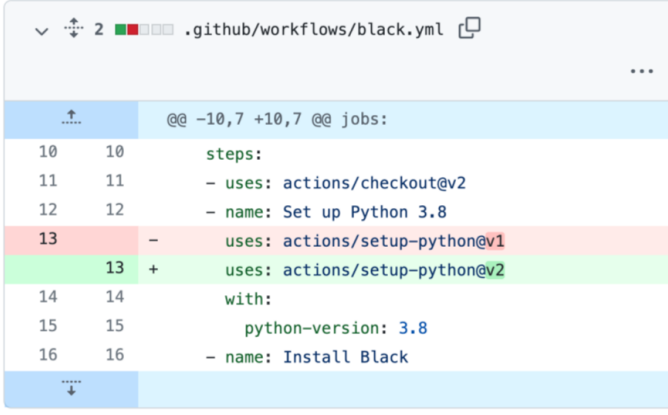 2 .github/workflows/black.yml
...
@@ -10,7 +10,7 @@ jobs:
10 10 steps:
11 11 - uses: actions/checkout@v2
12 12 - name: Set up Python 3.8
13 - uses: actions/setup-python@v1
13 + uses: actions/setup-python@v2
14 14 with:
15 15 python-version: 3.8
16 16 - name: Install Black